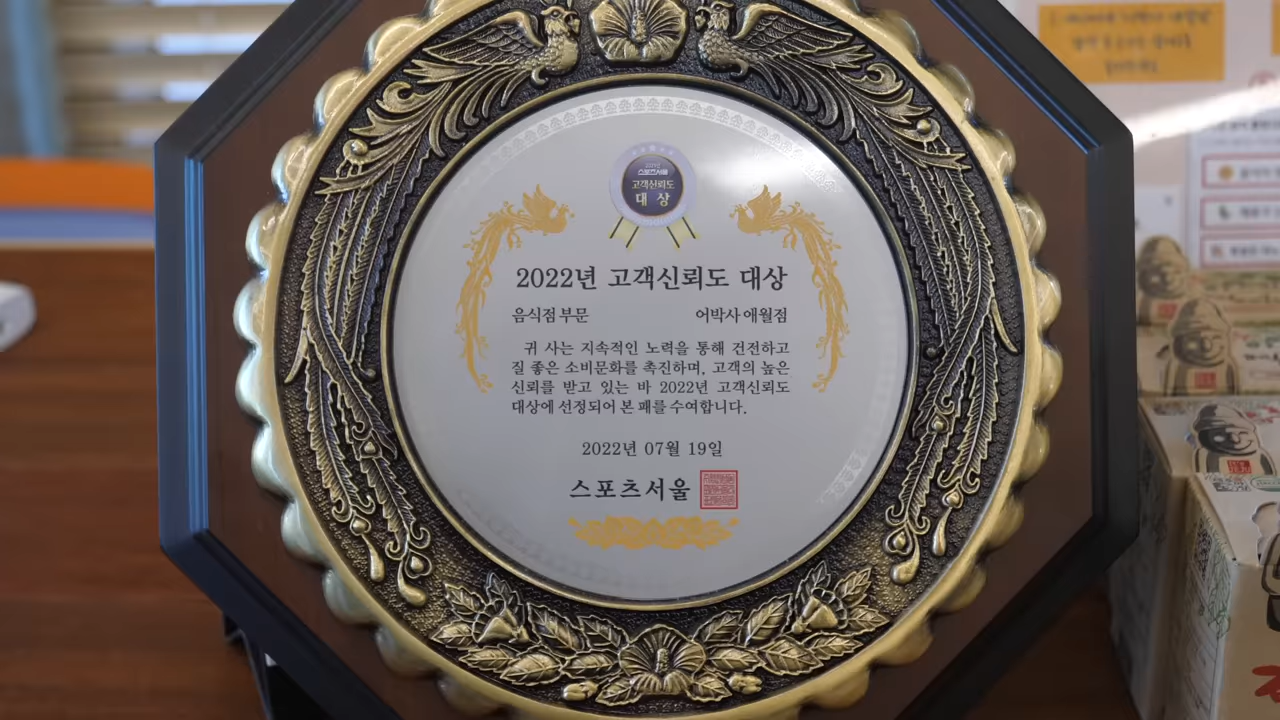 스포츠서울
고객신뢰도
대 상
2022년 고객신뢰도 대상
음식점 부문 어박사 애월점
귀 사는 지속적인 노력을 통해 건전하고
질 좋은 소비문화를 촉진하며, 고객의 높은
신뢰를 받고 있는 바 2022년 고객신뢰도
대상에 선정되어 본 패를 수여합니다.
2022년 07월 19일
스포츠서울